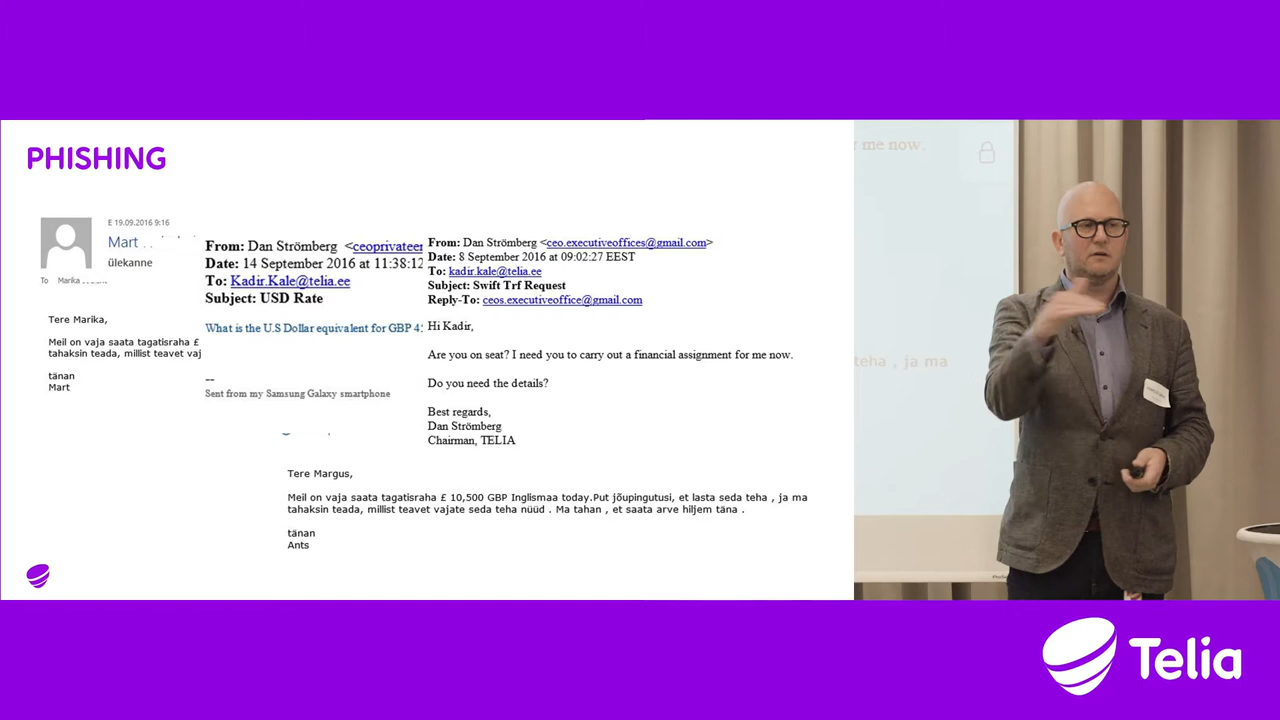 PHISHING
E 19.09.2016 9:16
Mart
ülekanne
To Marika
Tere Marika,
Meil on vaja saata tagatisraha £
tahaksin teada, millist teavet vaj
tänan
Mart
From: Dan Strömberg <ceoprivateer
Date: 14 September 2016 at 11:38:12
To: Kadir.Kale@telia.ee
Subject: USD Rate
What is the U.S Dollar equivalent for GBP 4
--
Sent from my Samsung Galaxy smartphone
From: Dan Strömberg <ceo.executiveoffices@gmail.com>
Date: 8 September 2016 at 09:02:27 EEST
To: kadir.kale@telia.ee
Subject: Swift Trf Request
Reply-To: ceos.executiveoffice@gmail.com
Hi Kadir,
Are you on seat? I need you to carry out a financial assignment for me now.
Do you need the details?
Best regards,
Dan Strömberg
Chairman, TELIA
Tere Margus,
Meil on vaja saata tagatisraha £ 10,500 GBP Inglismaa today.Put jõupingutusi, et lasta seda teha , ja ma
tahaksin teada, millist teavet vajate seda teha nüüd . Ma tahan , et saata arve hiljem täna .
tänan
Ants
r me now.
teha , ja ma
Telia